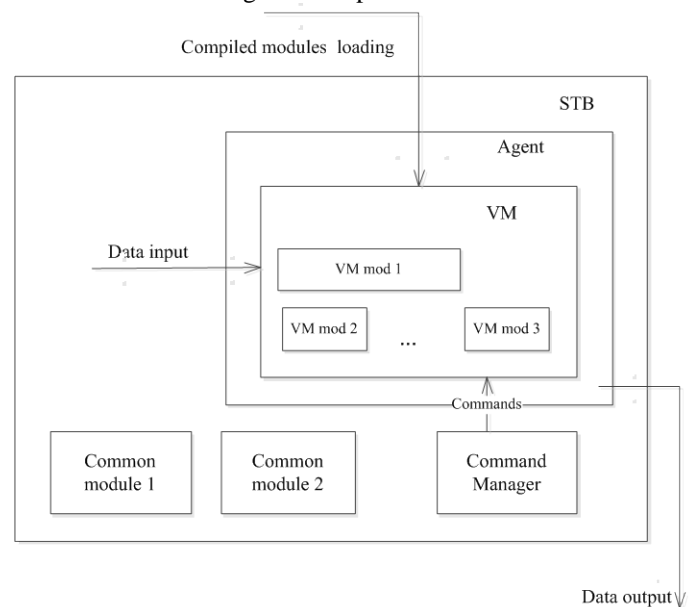 Compiled modules loading
STB
Agent
VM
Data input
VM mod 1
VM mod 2
...
VM mod 3
Commands
Common
module 1
Common
module 2
Command
Manager
Data output